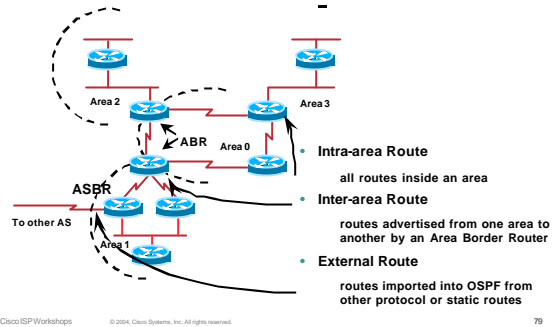 Area 2
Area 3
ABR
Area 0
• Intra-area Route
all routes inside an area
ASBR
• Inter-area Route
To other AS
routes advertised from one area to
another by an Area Border Router
Area 1
• External Route
routes imported into OSPF from
other protocol or static routes
Cisco ISP Workshops
© 2004, Cisco Systems, Inc. All rights reserved.
79